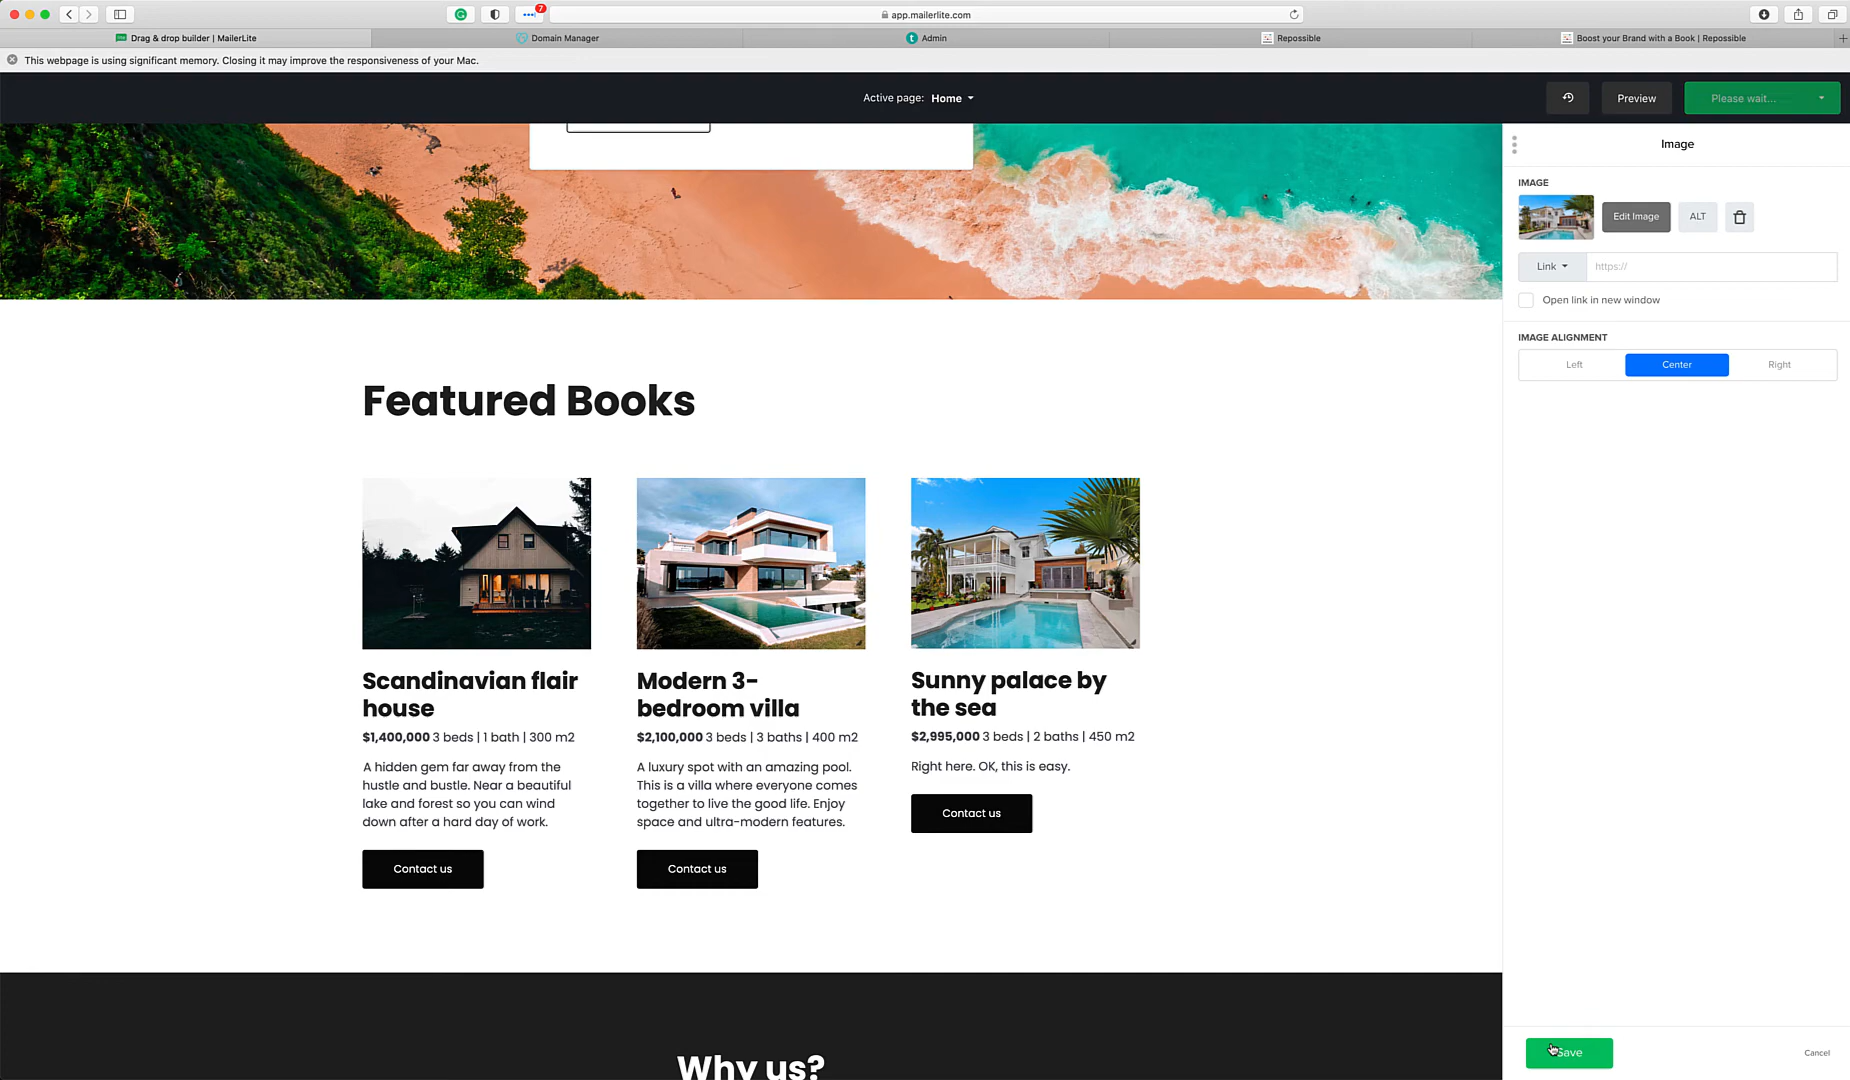 7
app.mailerlite.com
Drag & drop builder | MailerLite
Domain Manager
t Admin
Repossible
Boost your Brand with a Book | Repossible
This webpage is using significant memory. Closing it may improve the responsiveness of your Mac.
Active page: Home
Preview
Please wait...
Image
IMAGE
Edit Image
ALT
Link
https://
Open link in new window
IMAGE ALIGNMENT
Left
Center
Right
Featured Books
Scandinavian flair
house
$1,400,000 3 beds | 1 bath | 300 m2
A hidden gem far away from the
hustle and bustle. Near a beautiful
lake and forest so you can wind
down after a hard day of work.
Contact us
Modern 3-
bedroom villa
$2,100,000 3 beds | 3 baths | 400 m2
A luxury spot with an amazing pool.
This is a villa where everyone comes
together to live the good life. Enjoy
space and ultra-modern features.
Contact us
Sunny palace by
the sea
$2,995,000 3 beds | 2 baths | 450 m2
Right here. OK, this is easy.
Contact us
Why us?
Save
Cancel